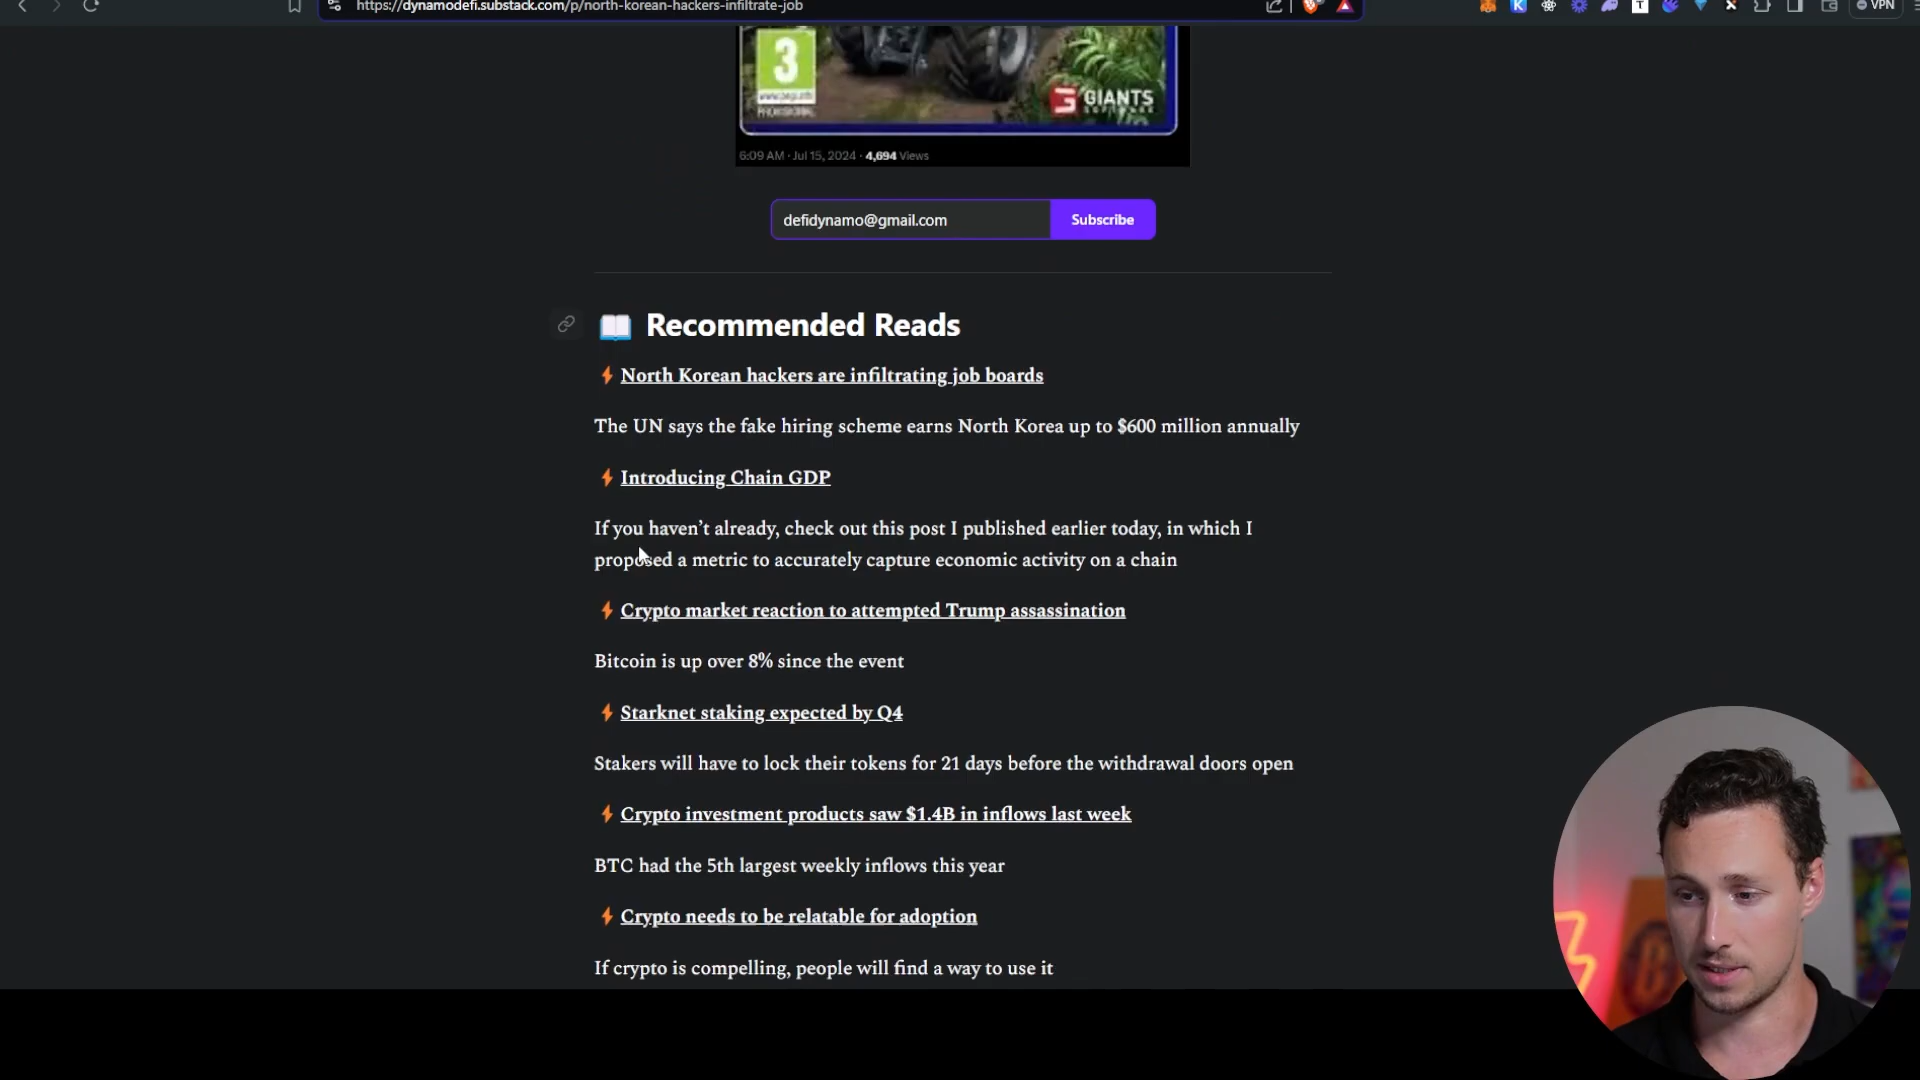 https://dynamodefi.substack.com/p/north-korean-hackers-infiltrate-job
VPN
3
www.pegi.info
PROVISIONAL
GIANTS
SOFTWARE
6:09 AM · Jul 15, 2024 · 4,694 Views
defidynamo@gmail.com
Subscribe
Recommended Reads
North Korean hackers are infiltrating job boards
The UN says the fake hiring scheme earns North Korea up to $600 million annually
Introducing Chain GDP
If you haven’t already, check out this post I published earlier today, in which I
proposed a metric to accurately capture economic activity on a chain
Crypto market reaction to attempted Trump assassination
Bitcoin is up over 8% since the event
Starknet staking expected by Q4
Stakers will have to lock their tokens for 21 days before the withdrawal doors open
Crypto investment products saw $1.4B in inflows last week
BTC had the 5th largest weekly inflows this year
Crypto needs to be relatable for adoption
If crypto is compelling, people will find a way to use it